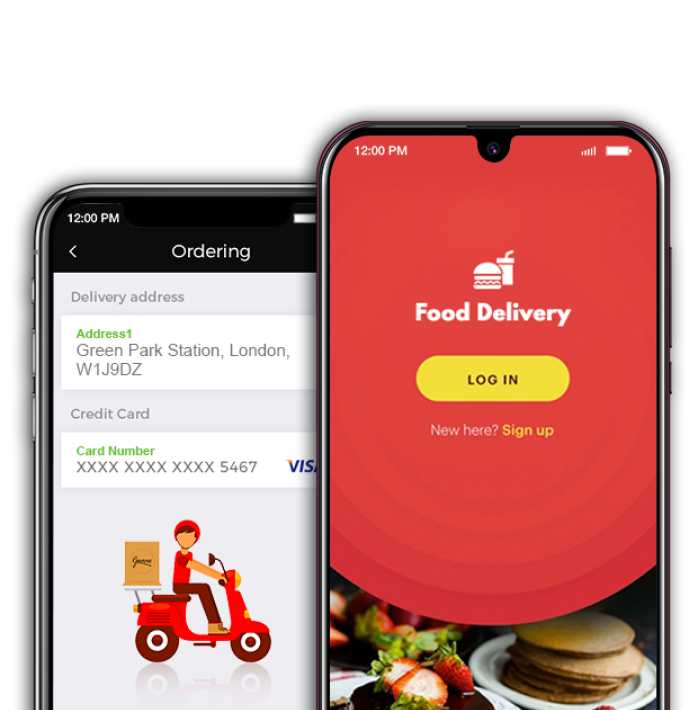 12:00 PM
Ordering
Delivery address
Address1
Green Park Station, London,
W1J9DZ
Credit Card
Card Number
XXXX XXXX XXXX 5467
VISA
12:00 PM
Food Delivery
LOG IN
New here? Sign up